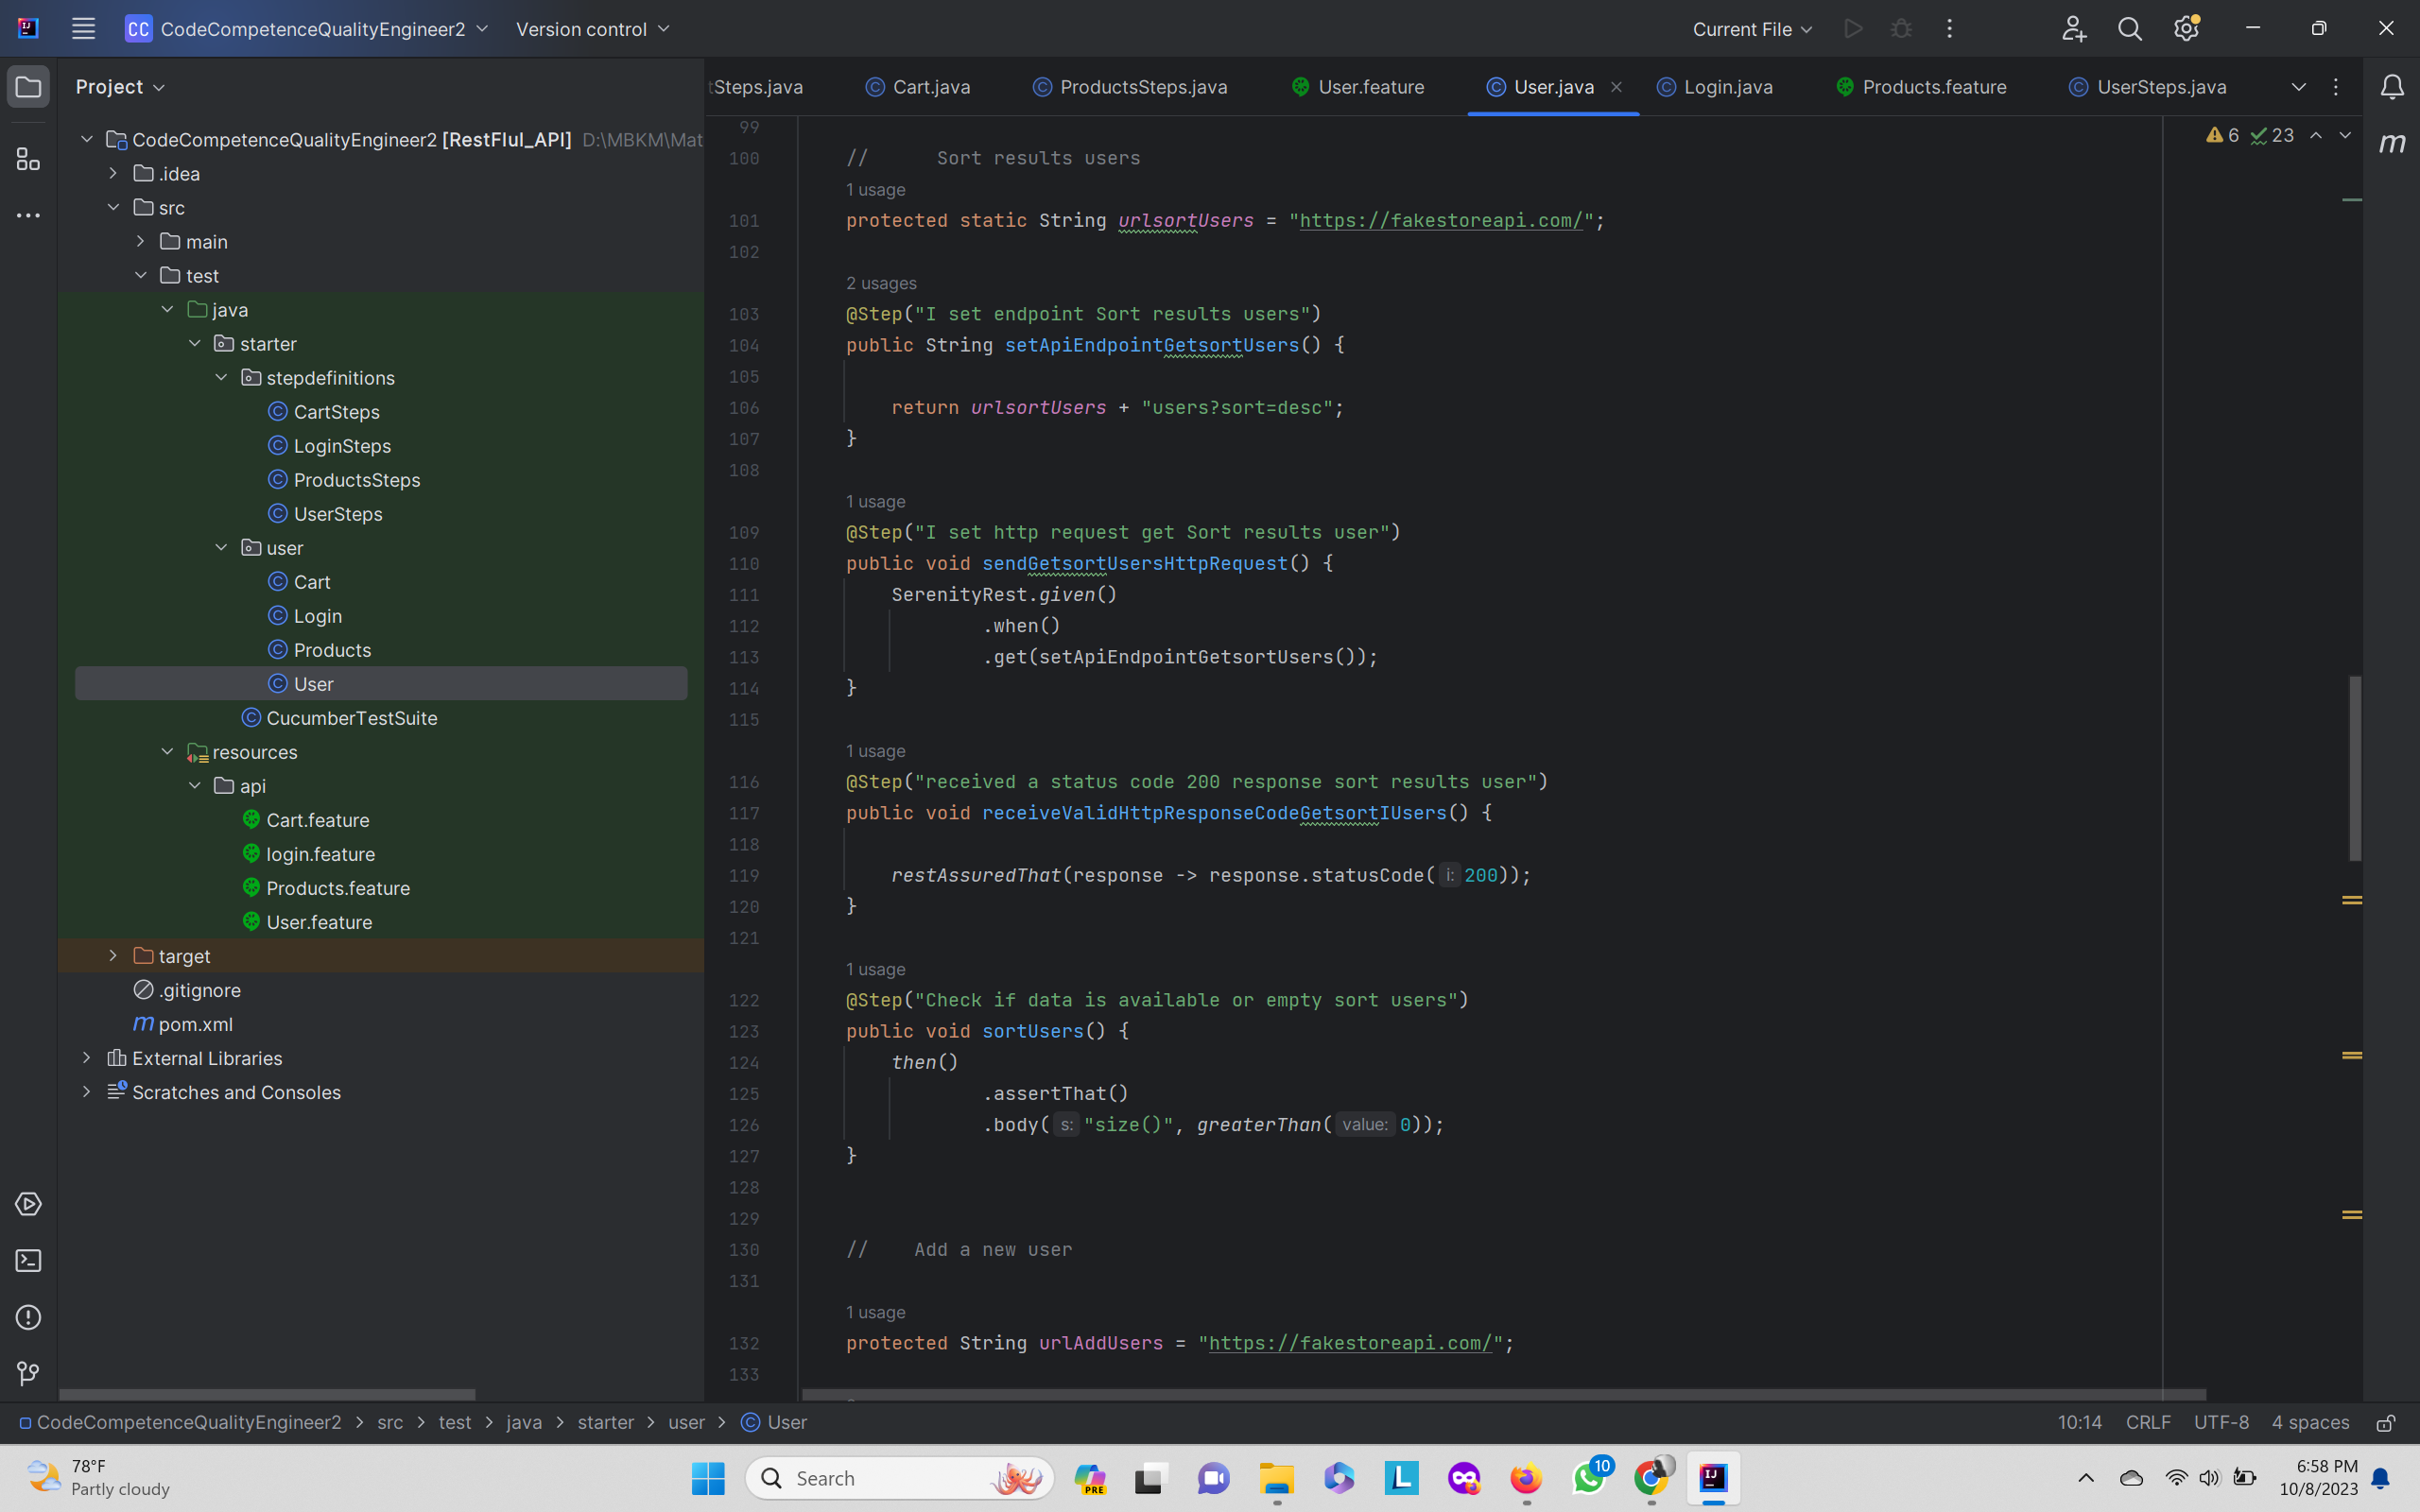 CC CodeCompetenceQualityEngineer2 Version control Current File
Project
tSteps.java Cart.java ProductsSteps.java User.feature User.java Login.java Products.feature UserSteps.java
CodeCompetenceQualityEngineer2 [RestFlul_API] D:\MBKM\Mat
.idea
src
main
test
java
starter
stepdefinitions
CartSteps
LoginSteps
ProductsSteps
UserSteps
user
Cart
Login
Products
User
CucumberTestSuite
resources
api
Cart.feature
login.feature
Products.feature
User.feature
target
.gitignore
pom.xml
External Libraries
Scratches and Consoles
6 23
99
100 // Sort results users
1 usage
101 protected static String urlsortUsers = "https://fakestoreapi.com/";
102
2 usages
103 @Step("I set endpoint Sort results users")
104 public String setApiEndpointGetsortUsers() {
105
106 return urlsortUsers + "users?sort=desc";
107 }
108
1 usage
109 @Step("I set http request get Sort results user")
110 public void sendGetsortUsersHttpRequest() {
111 SerenityRest.given()
112 .when()
113 .get(setApiEndpointGetsortUsers());
114 }
115
1 usage
116 @Step("received a status code 200 response sort results user")
117 public void receiveValidHttpResponseCodeGetsortIUsers() {
118
119 restAssuredThat(response -> response.statusCode( i: 200));
120 }
121
1 usage
122 @Step("Check if data is available or empty sort users")
123 public void sortUsers() {
124 then()
125 .assertThat()
126 .body( s: "size()", greaterThan( value: 0));
127 }
128
129
130 // Add a new user
131
1 usage
132 protected String urlAddUsers = "https://fakestoreapi.com/";
133
CodeCompetenceQualityEngineer2 > src > test > java > starter > user > User 10:14 CRLF UTF-8 4 spaces
78°F
Partly cloudy
Search
PRE
10
6:58 PM
10/8/2023